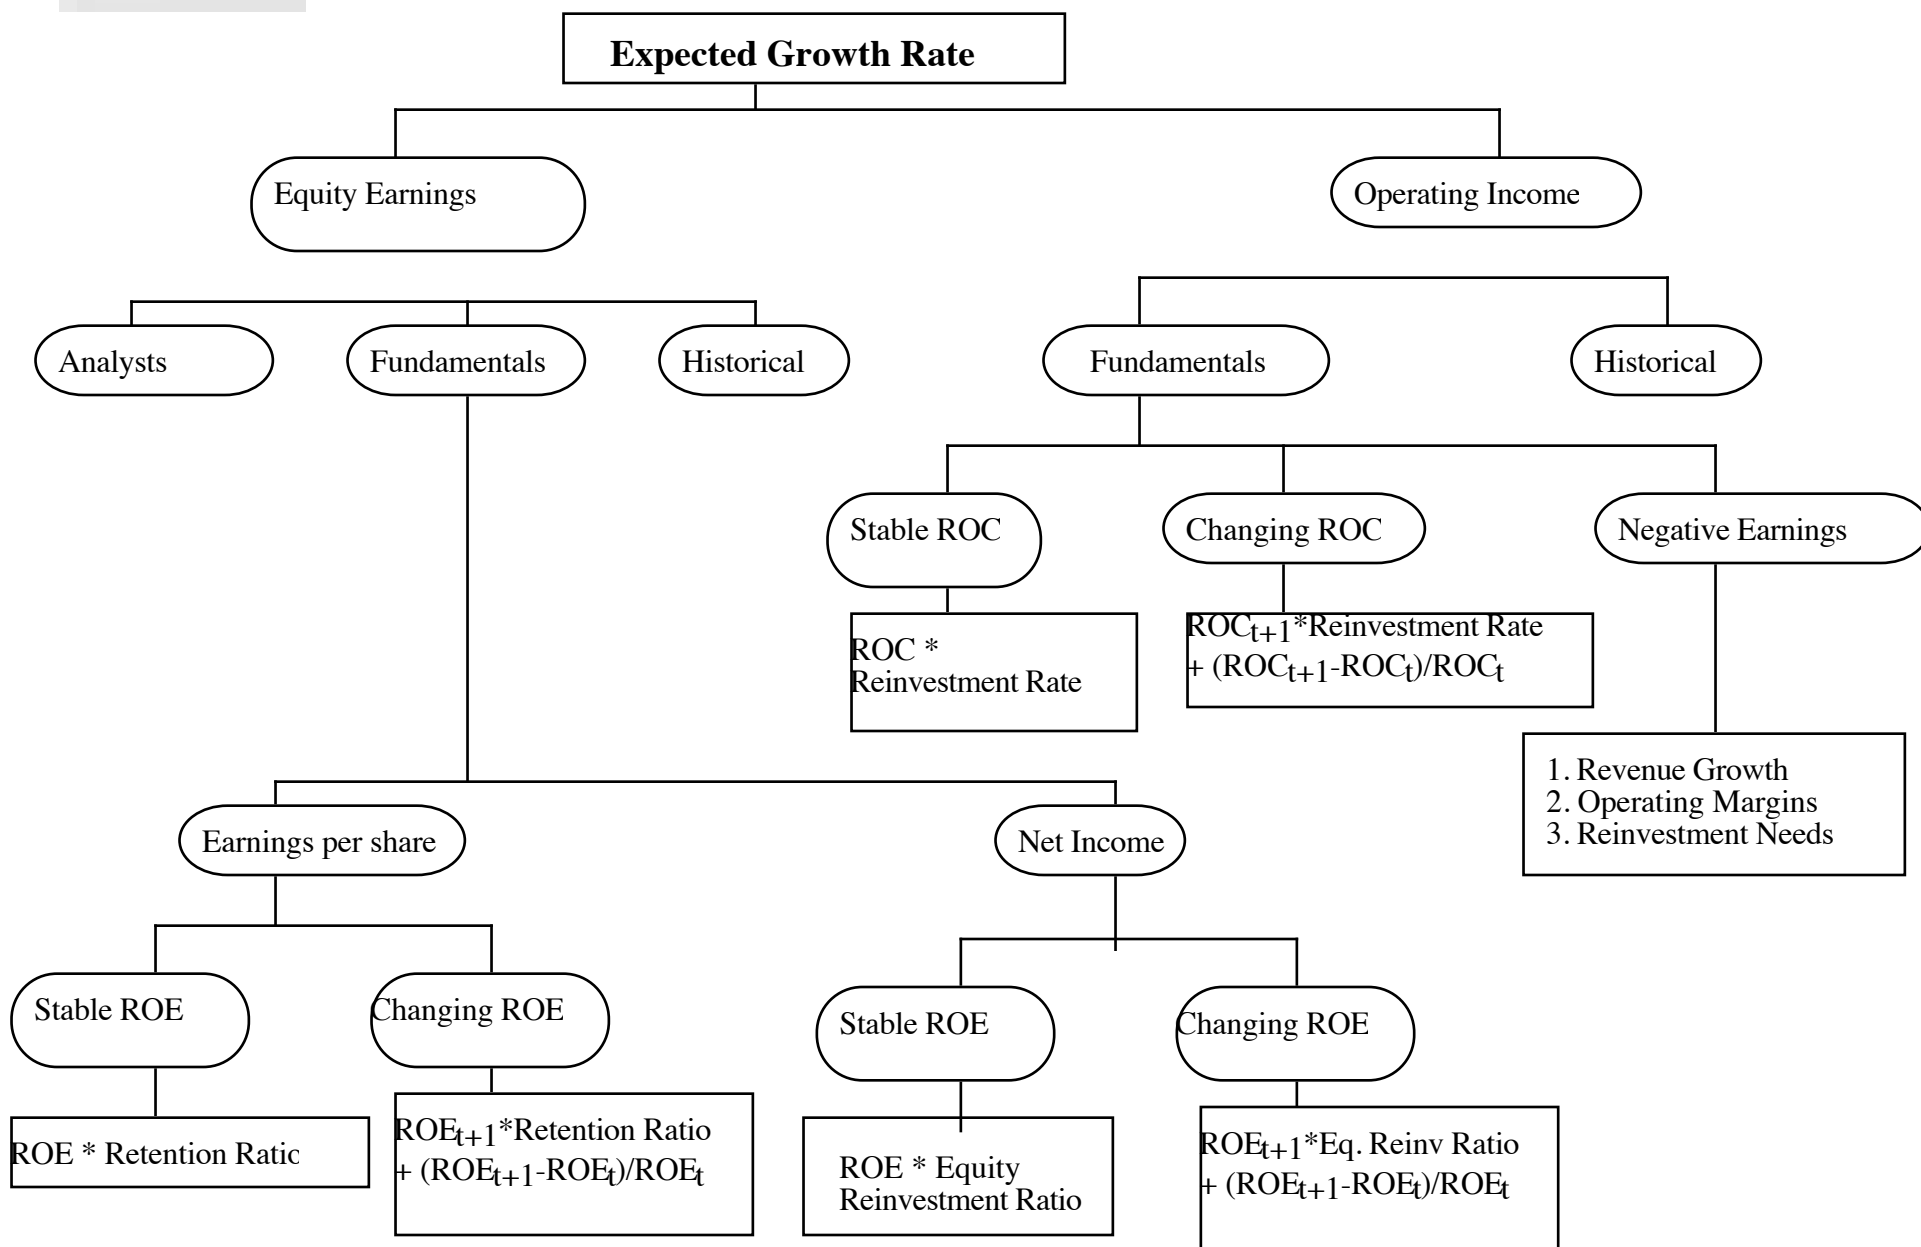 Expected Growth Rate
Equity Earnings
Operating Income
Analysts
Fundamentals
Historical
Fundamentals
Historical
Stable ROC
Changing ROC
Negative Earnings
ROC *
Reinvestment Rate
ROCt+1*Reinvestment Rate
+ (ROCt+1-ROCt)/ROCt
1. Revenue Growth
2. Operating Margins
3. Reinvestment Needs
Earnings per share
Net Income
Stable ROE
Changing ROE
Stable ROE
Changing ROE
ROE * Retention Ratio
ROEt+1*Retention Ratio
+ (ROEt+1-ROEt)/ROEt
ROE * Equity
Reinvestment Ratio
ROEt+1*Eq. Reinv Ratio
+ (ROEt+1-ROEt)/ROEt